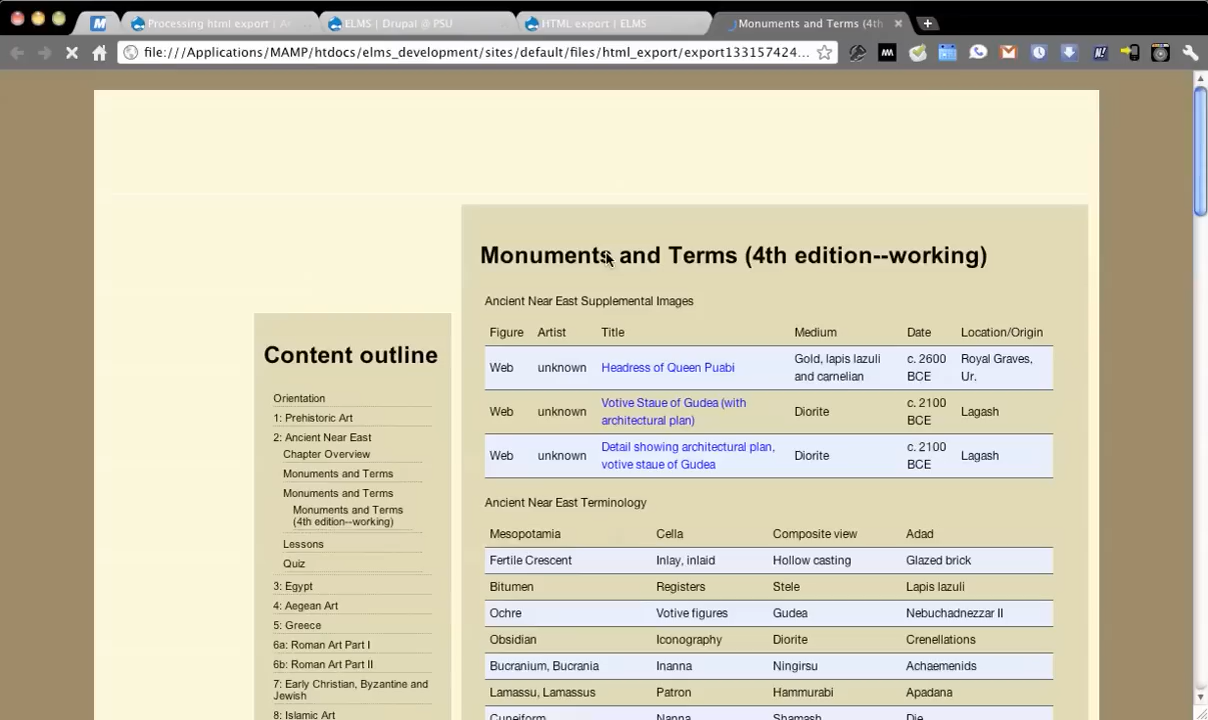 Processing html export | Ar
ELMS | Drupal @ PSU
HTML export | ELMS
Monuments and Terms (4th
file:///Applications/MAMP/htdocs/elms_development/sites/default/files/html_export/export133157424...
Monuments and Terms (4th edition--working)
Ancient Near East Supplemental Images
Figure Artist Title Medium Date Location/Origin
Web unknown Headress of Queen Puabi Gold, lapis lazuli and carnelian c. 2600 BCE Royal Graves, Ur.
Web unknown Votive Staue of Gudea (with architectural plan) Diorite c. 2100 BCE Lagash
Web unknown Detail showing architectural plan, votive staue of Gudea Diorite c. 2100 BCE Lagash
Ancient Near East Terminology
Mesopotamia Cella Composite view Adad
Fertile Crescent Inlay, inlaid Hollow casting Glazed brick
Bitumen Registers Stele Lapis lazuli
Ochre Votive figures Gudea Nebuchadnezzar II
Obsidian Iconography Diorite Crenellations
Bucranium, Bucrania Inanna Ningirsu Achaemenids
Lamassu, Lamassus Patron Hammurabi Apadana
Cuneiform Nanna Shamash Die
Content outline
Orientation
1: Prehistoric Art
2: Ancient Near East
Chapter Overview
Monuments and Terms
Monuments and Terms
Monuments and Terms
(4th edition--working)
Lessons
Quiz
3: Egypt
4: Aegean Art
5: Greece
6a: Roman Art Part I
6b: Roman Art Part II
7: Early Christian, Byzantine and
Jewish
8: Islamic Art